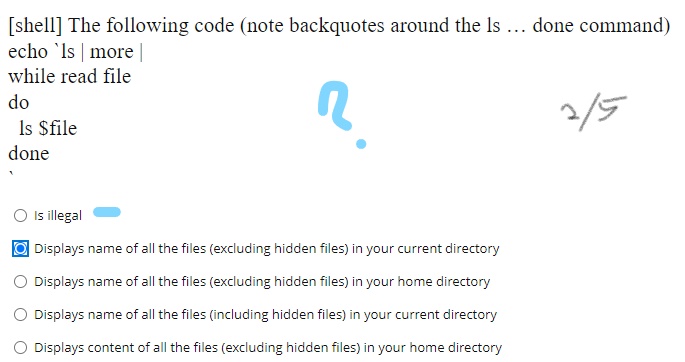 [shell] The following code (note backquotes around the ls … done command)
echo `ls | more |
while read file
do
ls $file
done
`
?
2/5
Is illegal
Displays name of all the files (excluding hidden files) in your current directory
Displays name of all the files (excluding hidden files) in your home directory
Displays name of all the files (including hidden files) in your current directory
Displays content of all the files (excluding hidden files) in your home directory